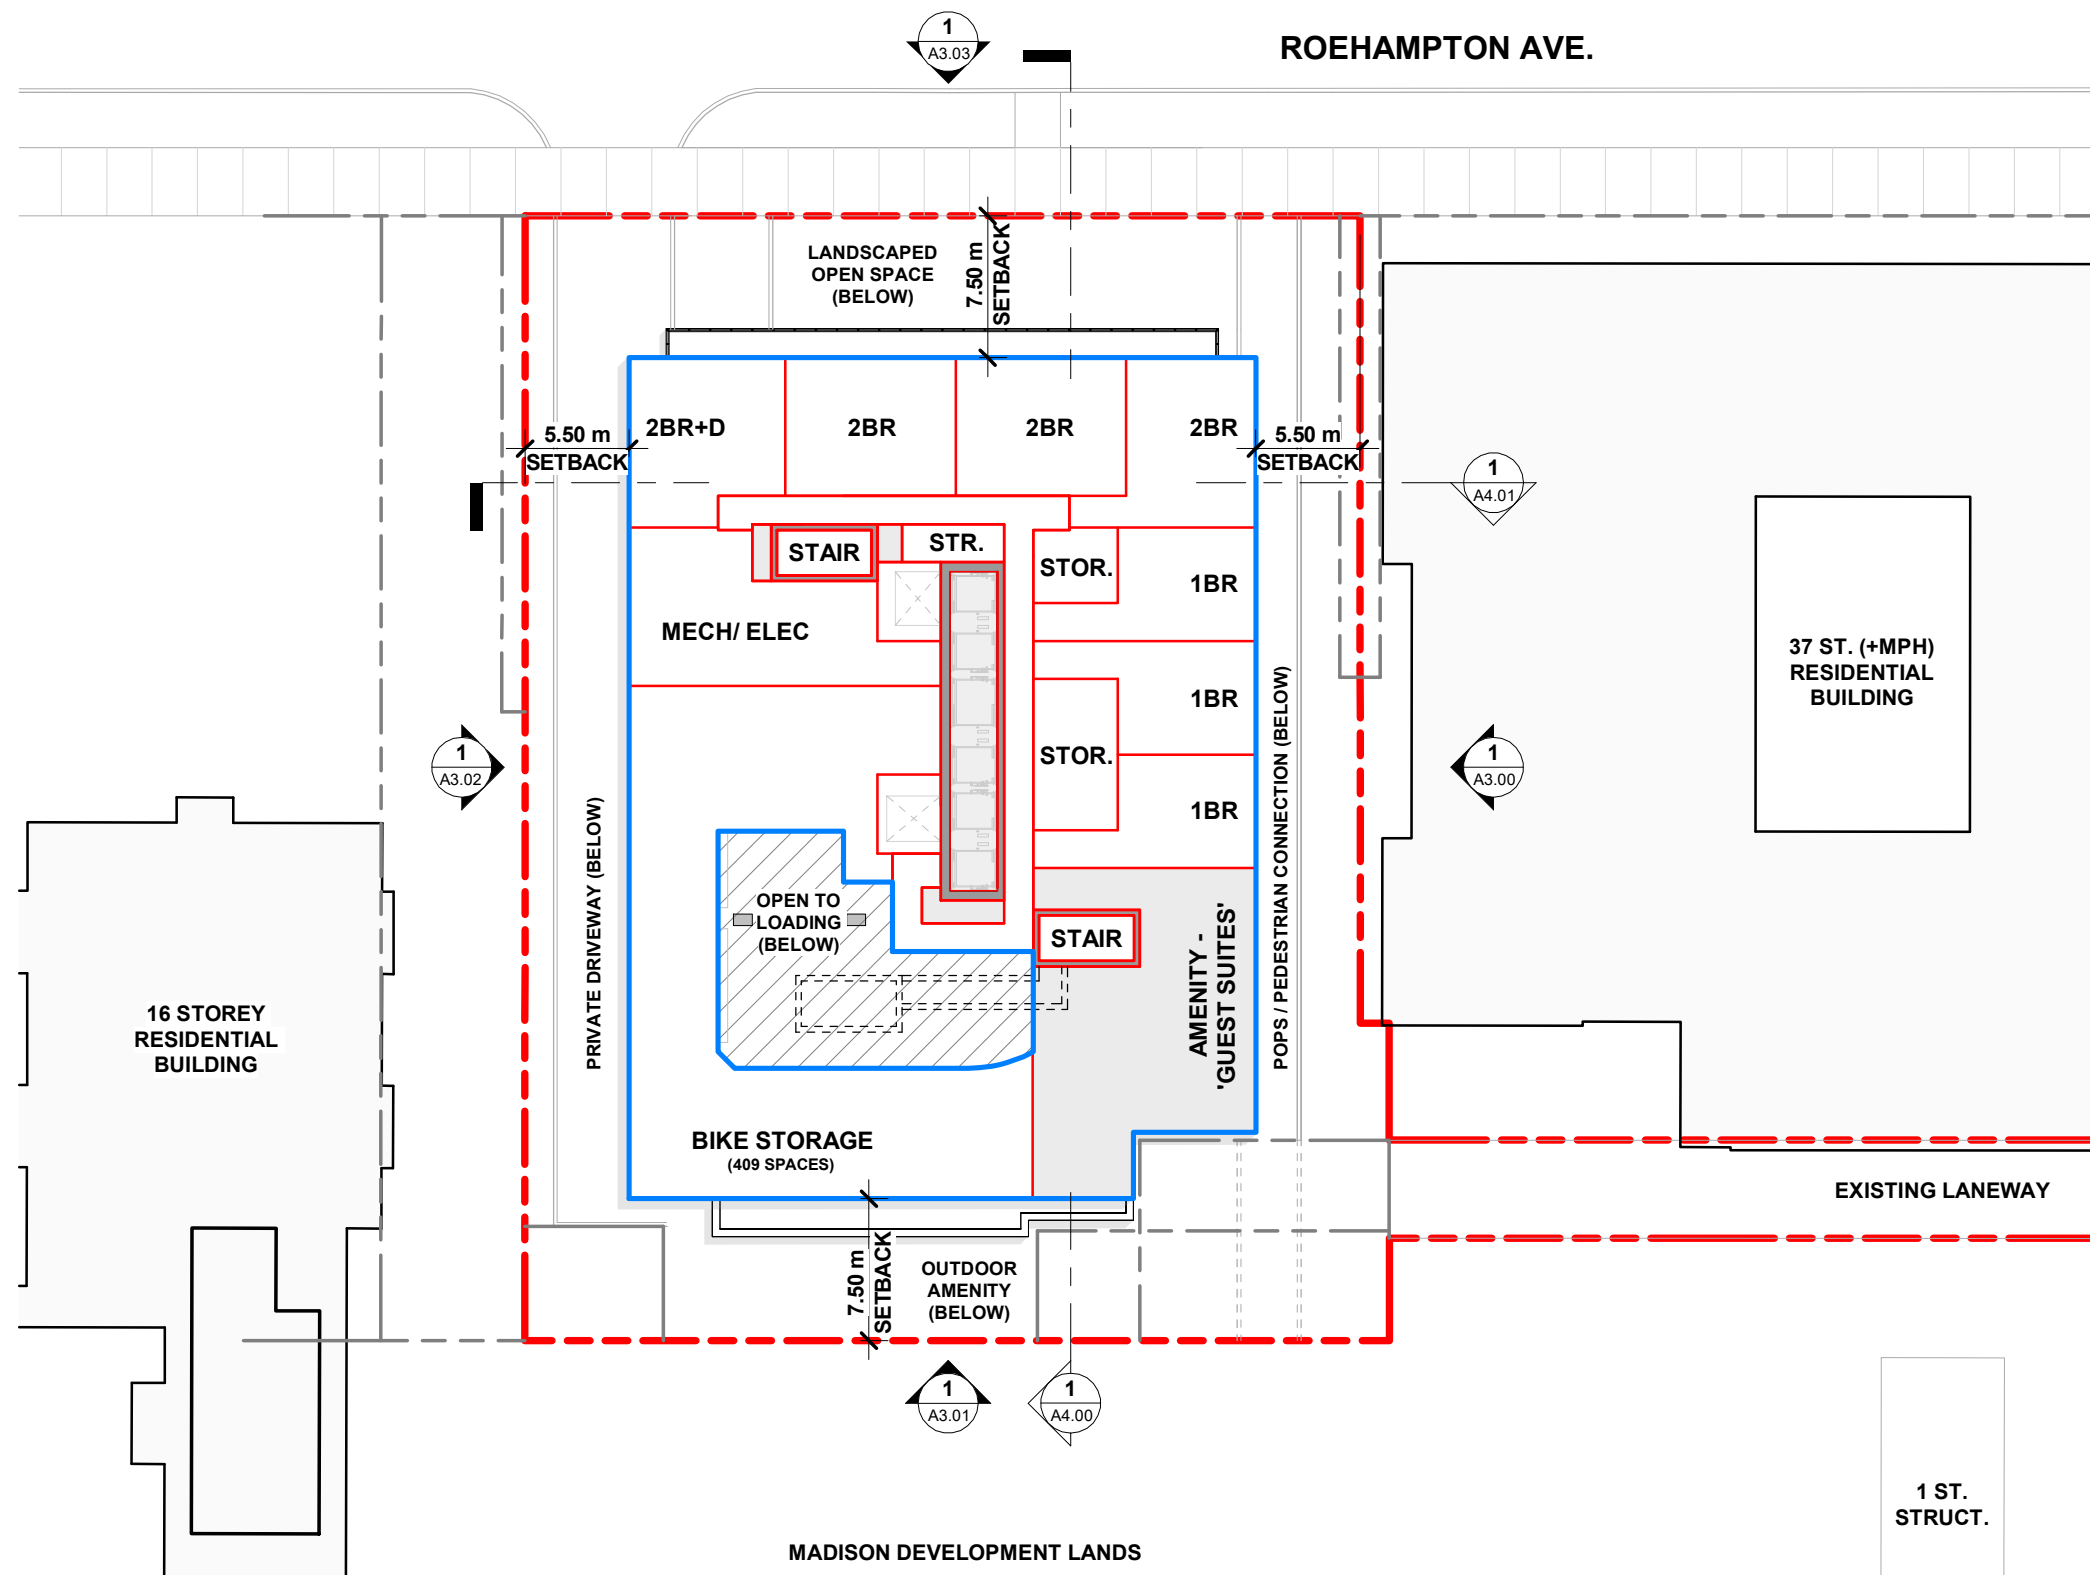 1
A3.03
ROEHAMPTON AVE.
LANDSCAPED
OPEN SPACE
(BELOW)
7.50 m
SETBACK
5.50 m
SETBACK
2BR+D
2BR
2BR
2BR
5.50 m
SETBACK
1
A4.01
STAIR
STR.
STOR.
1BR
MECH/ ELEC
37 ST. (+MPH)
RESIDENTIAL
BUILDING
1BR
STOR.
1
A3.02
1
A3.00
1BR
PRIVATE DRIVEWAY (BELOW)
POPS / PEDESTRIAN CONNECTION (BELOW)
OPEN TO
LOADING
(BELOW)
STAIR
AMENITY -
'GUEST SUITES'
16 STOREY
RESIDENTIAL
BUILDING
BIKE STORAGE
(409 SPACES)
EXISTING LANEWAY
7.50 m
SETBACK
OUTDOOR
AMENITY
(BELOW)
1
A3.01
1
A4.00
1 ST.
STRUCT.
MADISON DEVELOPMENT LANDS